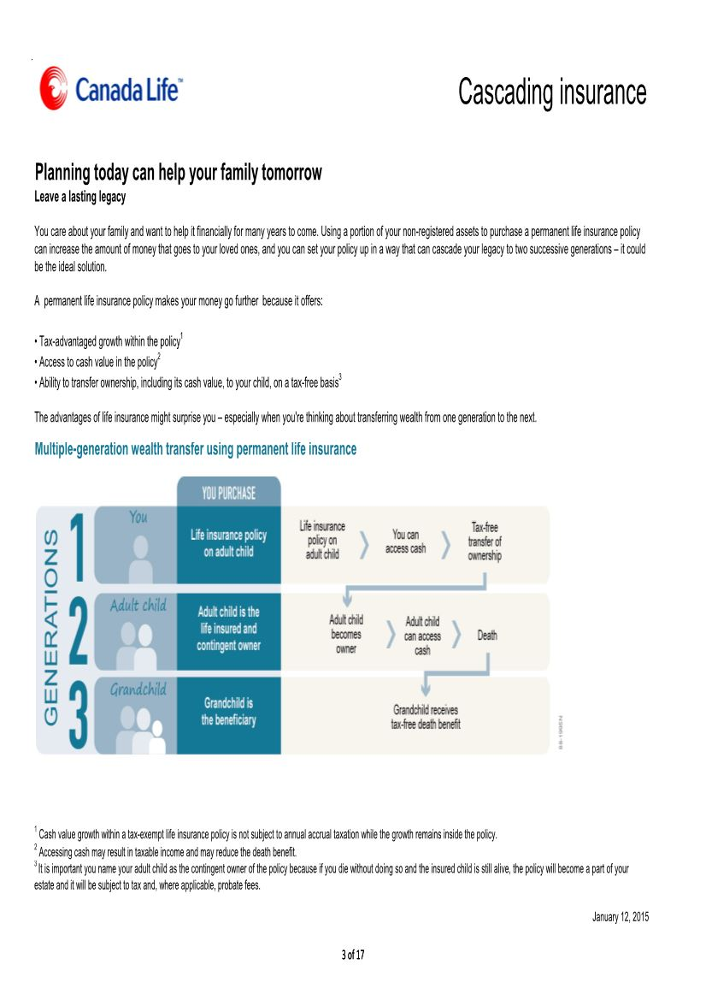 Canada Life™
Cascading insurance
Planning today can help your family tomorrow
Leave a lasting legacy
You care about your family and want to help it financially for many years to come. Using a portion of your non-registered assets to purchase a permanent life insurance policy
can increase the amount of money that goes to your loved ones, and you can set your policy up in a way that can cascade your legacy to two successive generations – it could
be the ideal solution.
A permanent life insurance policy makes your money go further because it offers:
• Tax-advantaged growth within the policy1
• Access to cash value in the policy2
• Ability to transfer ownership, including its cash value, to your child, on a tax-free basis3
The advantages of life insurance might surprise you – especially when you're thinking about transferring wealth from one generation to the next.
Multiple-generation wealth transfer using permanent life insurance
YOU PURCHASE
GENERATIONS
1
You
Life insurance policy
on adult child
Life insurance
policy on
adult child
You can
access cash
Tax-free
transfer of
ownership
2
Adult child
Adult child is the
life insured and
contingent owner
Adult child
becomes
owner
Adult child
can access
cash
Death
3
Grandchild
Grandchild is
the beneficiary
Grandchild receives
tax-free death benefit
1 Cash value growth within a tax-exempt life insurance policy is not subject to annual accrual taxation while the growth remains inside the policy.
2 Accessing cash may result in taxable income and may reduce the death benefit.
3 It is important you name your adult child as the contingent owner of the policy because if you die without doing so and the insured child is still alive, the policy will become a part of your
estate and it will be subject to tax and, where applicable, probate fees.
January 12, 2015
3 of 17